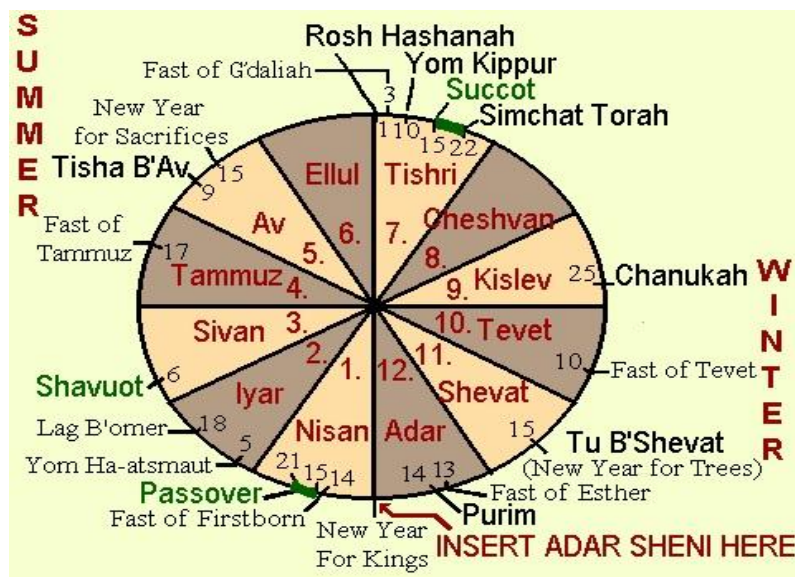 SUMMER
Rosh Hashanah
Yom Kippur
Fast of G'daliah
3
Succot
Simchat Torah
New Year
for Sacrifices
Tisha B'Av
1
10
15
22
15
9
Ellul
Tishri
Av
Cheshvan
6.
7.
5.
8.
Fast of
Tammuz
17
Tammuz
4.
9.
Kislev
25
Chanukah
WINTER
Sivan
3.
10.
Tevet
2.
11.
10
Fast of Tevet
Shavuot
6
Iyar
1.
12.
Shevat
Lag B'omer
18
Nisan
Adar
15
Tu B'Shevat
(New Year for Trees)
Yom Ha-atsmaut
5
21
15
14
14
13
Passover
Fast of Esther
Fast of Firstborn
Purim
New Year
For Kings
INSERT ADAR SHENI HERE